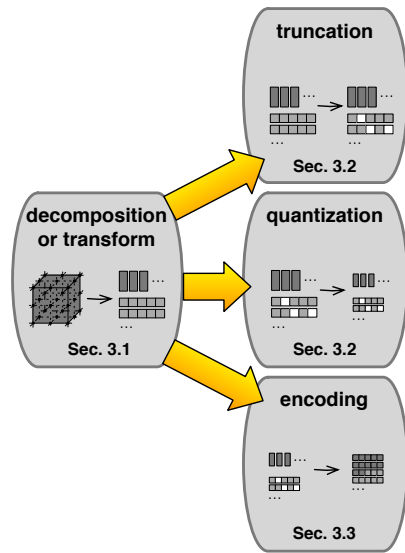 truncation
...
...
...
Sec. 3.2
decomposition
or transform
...
...
Sec. 3.1
quantization
...
...
...
Sec. 3.2
encoding
...
...
...
Sec. 3.3